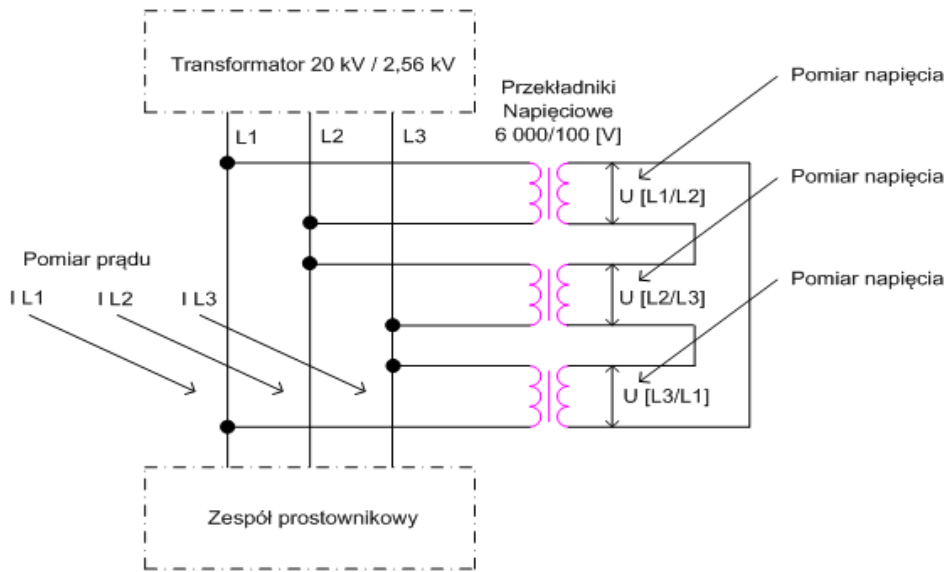 Transformator 20 kV / 2,56 kV
Przekładniki
Napięciowe
6 000/100 [V]
Pomiar napięcia
L1
L2
L3
U [L1/L2]
Pomiar napięcia
Pomiar prądu
I L1
I L2
I L3
U [L2/L3]
Pomiar napięcia
U [L3/L1]
Zespół prostownikowy